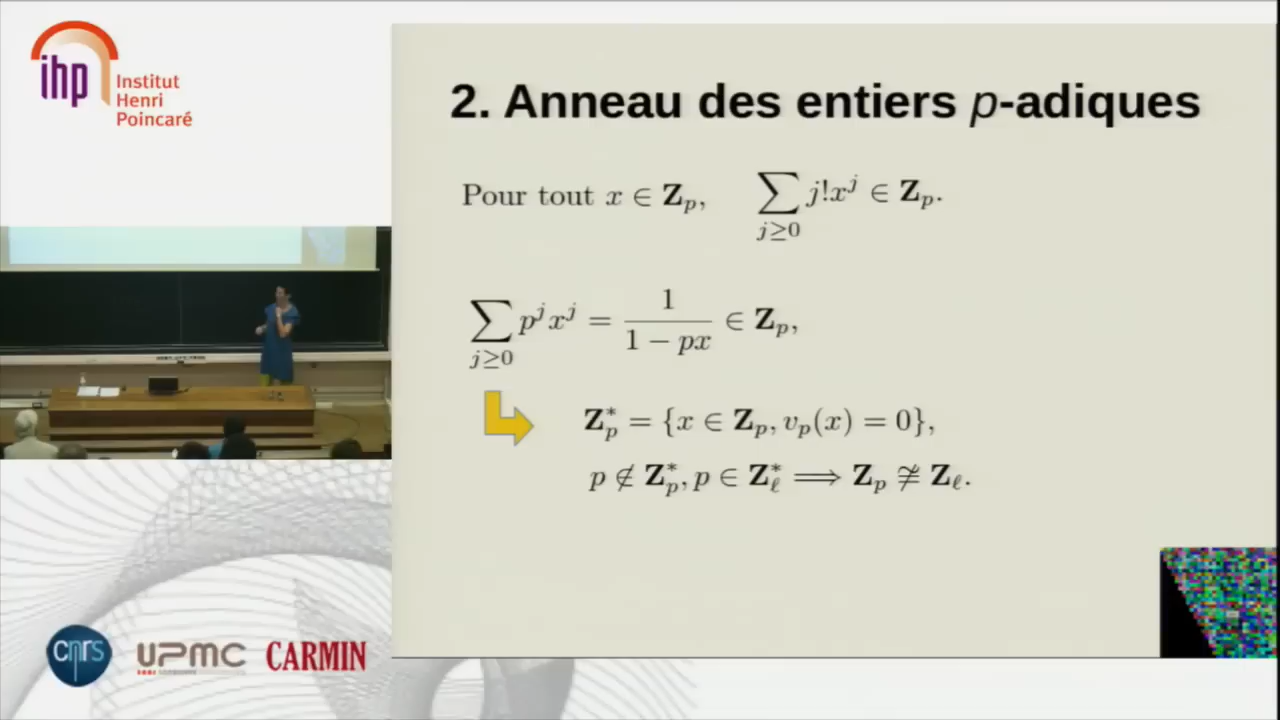 ihp
Institut
Henri
Poincaré
2. Anneau des entiers p-adiques
Pour tout x ∈ Z_p, ∑_{j≥0} j!x^j ∈ Z_p.
∑_{j≥0} p^j x^j = 1/(1 − px) ∈ Z_p,
Z_p^* = {x ∈ Z_p, v_p(x) = 0},
p ∉ Z_p^*, p ∈ Z_ℓ^* ⟹ Z_p ≇ Z_ℓ.
cnrs
UPMC
CARMIN